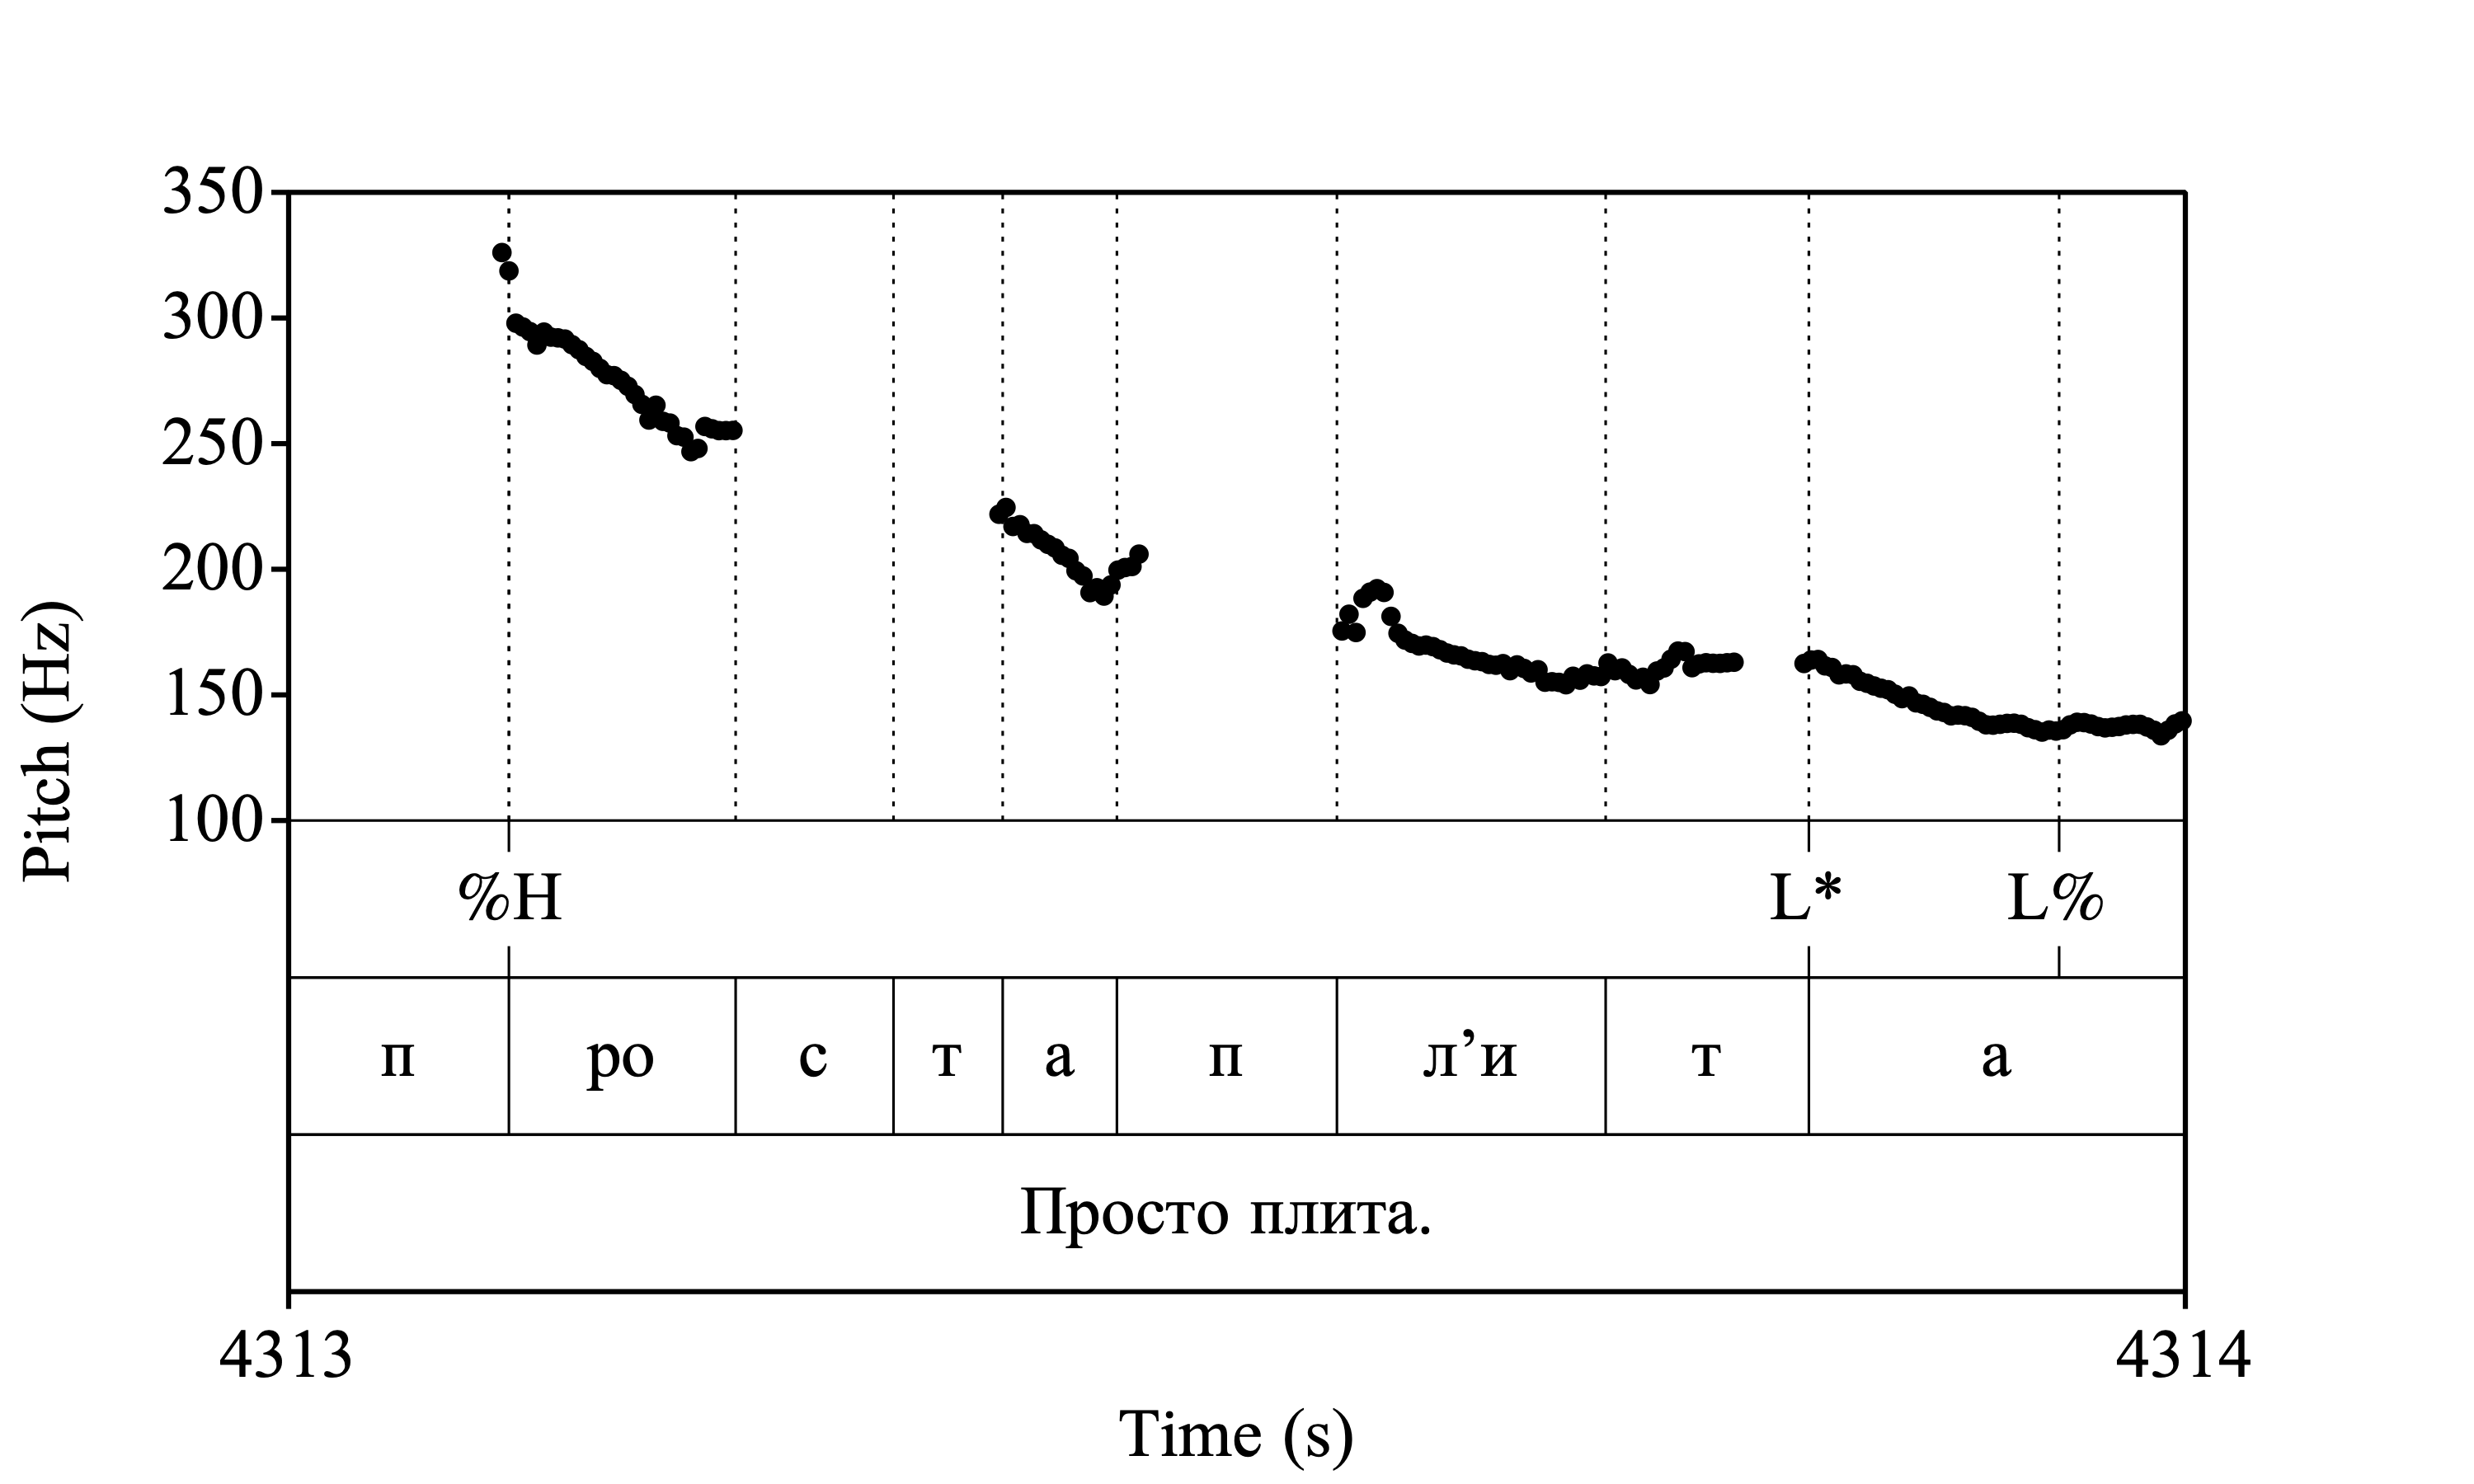 350
300
250
200
150
100
Pitch (Hz)
%H L* L%
п ро с т а п л’и т а
Просто плита.
4313 4314
Time (s)